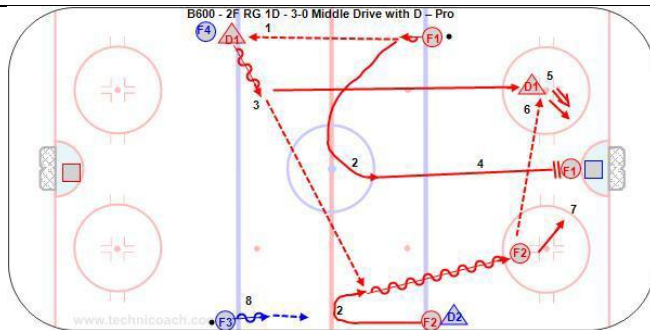 B600 - 2F RG 1D - 3-0 Middle Drive with D – Pro
F4
D1
1
F1
3
D1
5
6
2
4
F1
7
F2
8
F3
2
F2
D2
www.technicoach.com